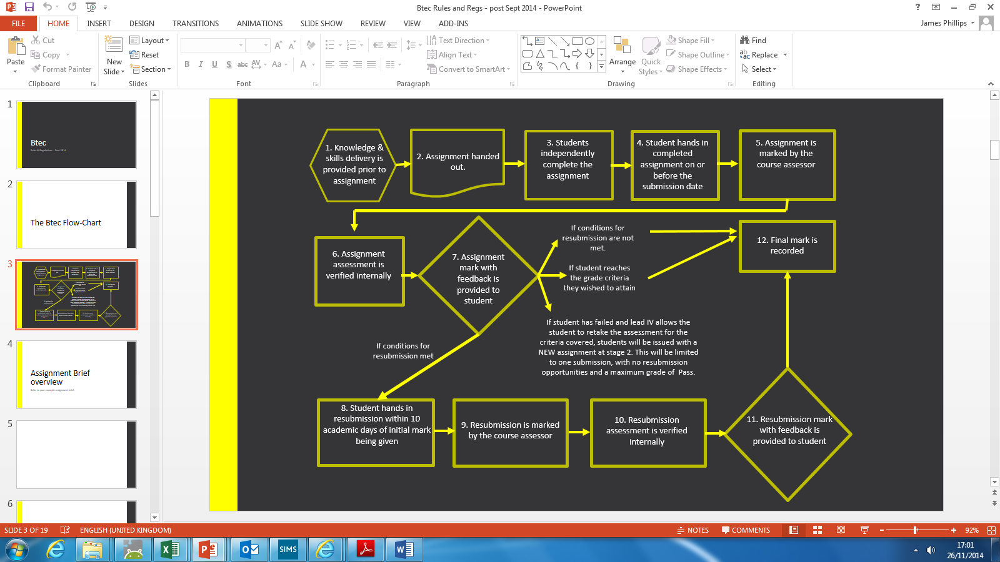 Btec Rules and Regs - post Sept 2014 - PowerPoint
?
FILE HOME INSERT DESIGN TRANSITIONS ANIMATIONS SLIDE SHOW REVIEW VIEW ADD-INS
James Phillips
Paste
Cut
Copy
Format Painter
Clipboard
New
Slide
Layout
Reset
Section
Slides
B I U S abc AV Aa A
Font
Text Direction
Align Text
Convert to SmartArt
Paragraph
Arrange
Quick
Styles
Shape Fill
Shape Outline
Shape Effects
Drawing
Find
Replace
Select
Editing
1
Btec
Rules & Regulations - Post 2014
2
The Btec Flow-Chart
3
4
Assignment Brief
overview
Refer to your example assignment brief
5
6
1. Knowledge &
skills delivery is
provided prior to
assignment
2. Assignment handed
out.
3. Students
independently
complete the
assignment
4. Student hands in
completed
assignment on or
before the
submission date
5. Assignment is
marked by the
course assessor
6. Assignment
assessment is
verified internally
7. Assignment
mark with
feedback is
provided to
student
If conditions for
resubmission are not
met.
If student reaches
the grade criteria
they wished to attain
12. Final mark is
recorded
If student has failed and lead IV allows the
student to retake the assessment for the
criteria covered, students will be issued with a
NEW assignment at stage 2. This will be limited
to one submission, with no resubmission
opportunities and a maximum grade of Pass.
If conditions for
resubmission met
8. Student hands in
resubmission within 10
academic days of initial mark
being given
9. Resubmission is marked
by the course assessor
10. Resubmission
assessment is verified
internally
11. Resubmission mark
with feedback is
provided to student
SLIDE 3 OF 19 ENGLISH (UNITED KINGDOM)
NOTES COMMENTS 92%
SIMS
17:01
26/11/2014